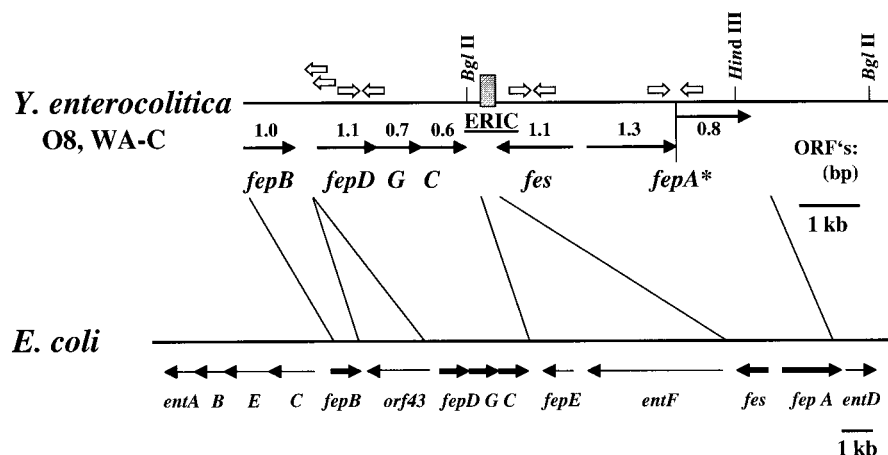 Bgl II
Hind III
Bgl II
Y. enterocolitica
O8, WA-C
ERIC
1.0 1.1 0.7 0.6 1.1 1.3 0.8
fepB fepD G C fes fepA*
ORF's:
(bp)
1 kb
E. coli
entA B E C fepB orf43 fepD G C fepE entF fes fep A entD
1 kb